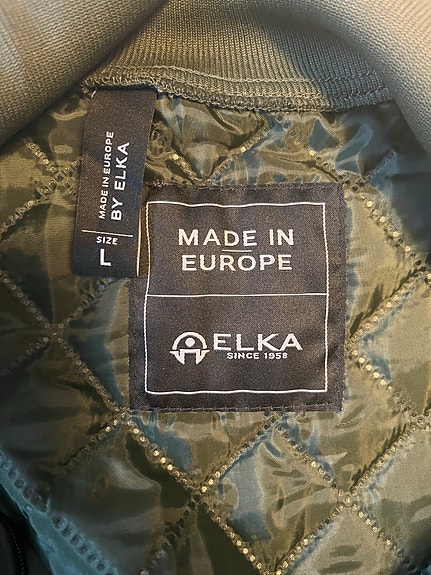 MADE IN EUROPE
BY ELKA
SIZE
L
MADE IN
EUROPE
ELKA
SINCE 1958